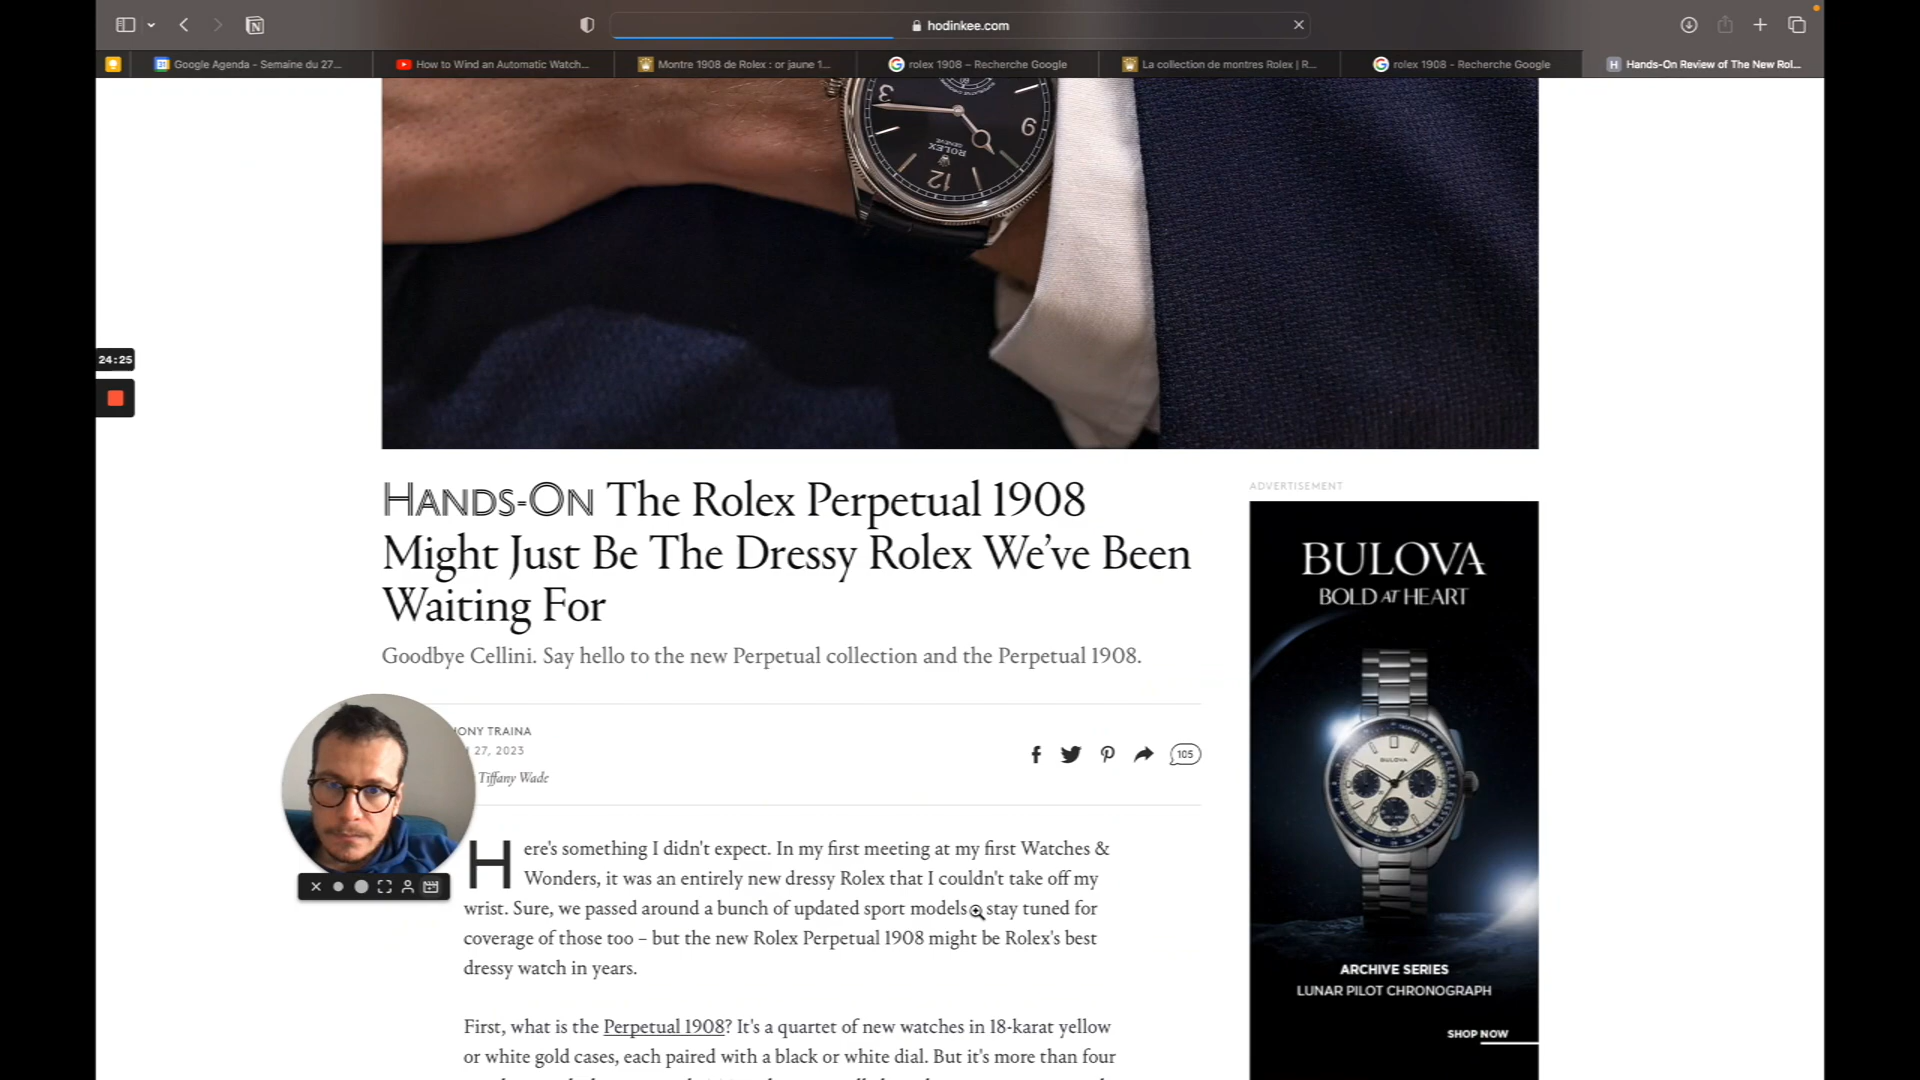 hodinkee.com
Google Agenda - Semaine du 27...
How to Wind an Automatic Watch...
Montre 1908 de Rolex : or jaune 1...
rolex 1908 – Recherche Google
La collection de montres Rolex | R...
rolex 1908 - Recherche Google
H Hands-On Review of The New Rol...
3
9
ROLEX
GENEVE
12
24:25
HANDS-ON The Rolex Perpetual 1908
Might Just Be The Dressy Rolex We’ve Been
Waiting For
Goodbye Cellini. Say hello to the new Perpetual collection and the Perpetual 1908.
HONY TRAINA
27, 2023
Tiffany Wade
105
Here's something I didn't expect. In my first meeting at my first Watches &
Wonders, it was an entirely new dressy Rolex that I couldn't take off my
wrist. Sure, we passed around a bunch of updated sport models stay tuned for
coverage of those too – but the new Rolex Perpetual 1908 might be Rolex's best
dressy watch in years.
First, what is the Perpetual 1908? It's a quartet of new watches in 18-karat yellow
or white gold cases, each paired with a black or white dial. But it's more than four
ADVERTISEMENT
BULOVA
BOLD AT HEART
BULOVA
ARCHIVE SERIES
LUNAR PILOT CHRONOGRAPH
SHOP NOW